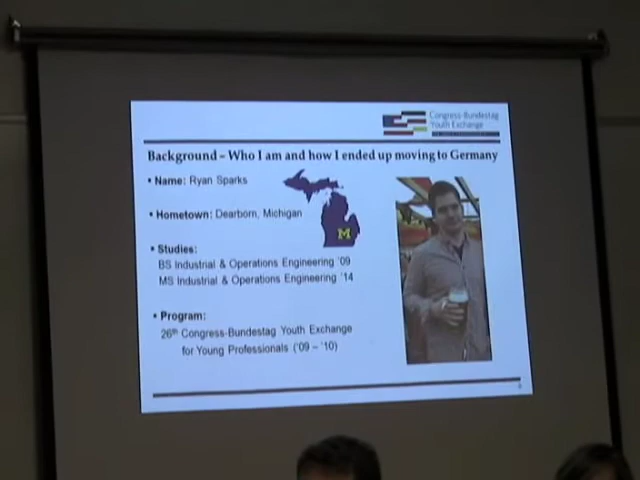 Congress-Bundestag
Youth Exchange
Background – Who I am and how I ended up moving to Germany
• Name: Ryan Sparks
• Hometown: Dearborn, Michigan
M
• Studies:
BS Industrial & Operations Engineering '09
MS Industrial & Operations Engineering '14
• Program:
26th Congress-Bundestag Youth Exchange
for Young Professionals ('09 – '10)